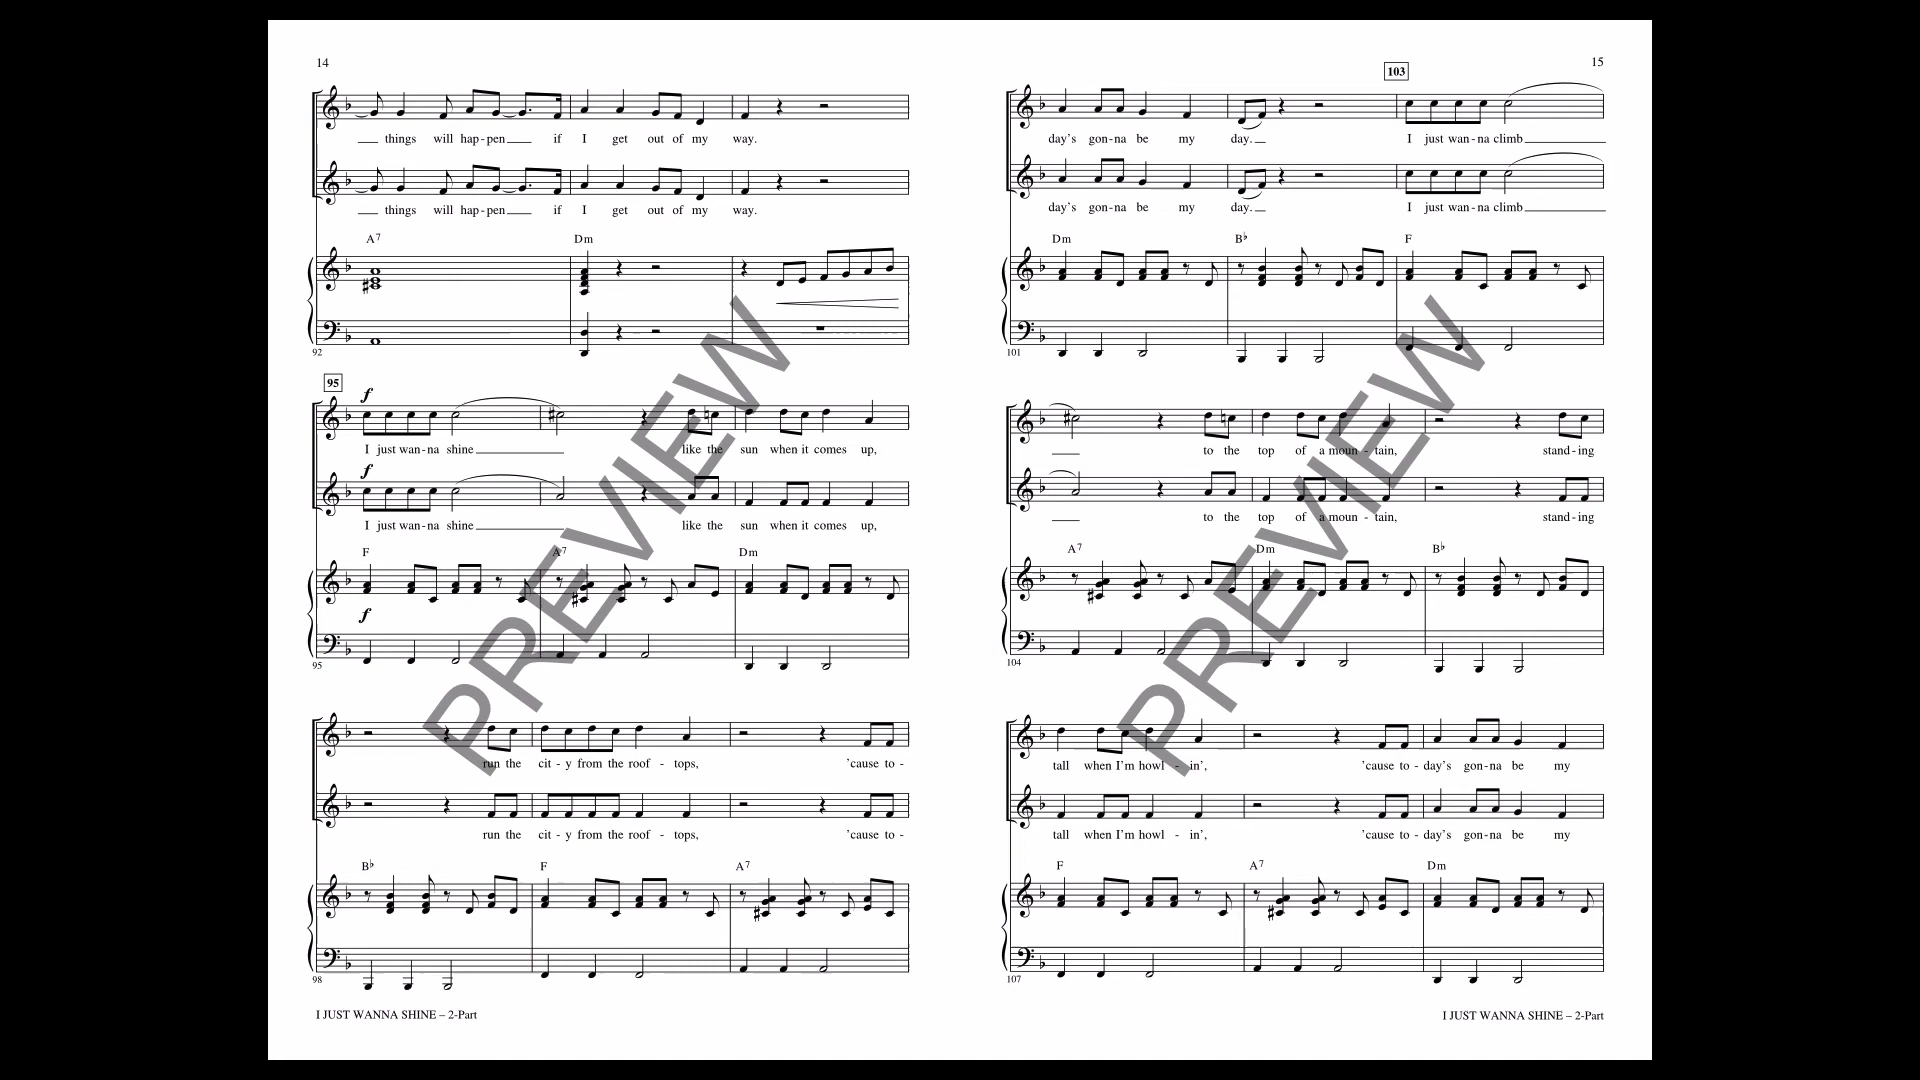 14
things will hap-pen if I get out of my way.
things will hap-pen if I get out of my way.
A7 Dm
92
95
f
I just wan-na shine like the sun when it comes up,
f
I just wan-na shine like the sun when it comes up,
F A7 Dm
f
95
run the cit-y from the roof-tops, 'cause to-
run the cit-y from the roof-tops, 'cause to-
B♭ F A7
98
I JUST WANNA SHINE – 2-Part
15
103
day's gon-na be my day. I just wan-na climb
day's gon-na be my day. I just wan-na climb
Dm B♭ F
101
to the top of a moun-tain, stand-ing
to the top of a moun-tain, stand-ing
A7 Dm B♭
104
tall when I'm howl-in', 'cause to-day's gon-na be my
tall when I'm howl-in', 'cause to-day's gon-na be my
F A7 Dm
107
I JUST WANNA SHINE – 2-Part
PREVIEW
PREVIEW